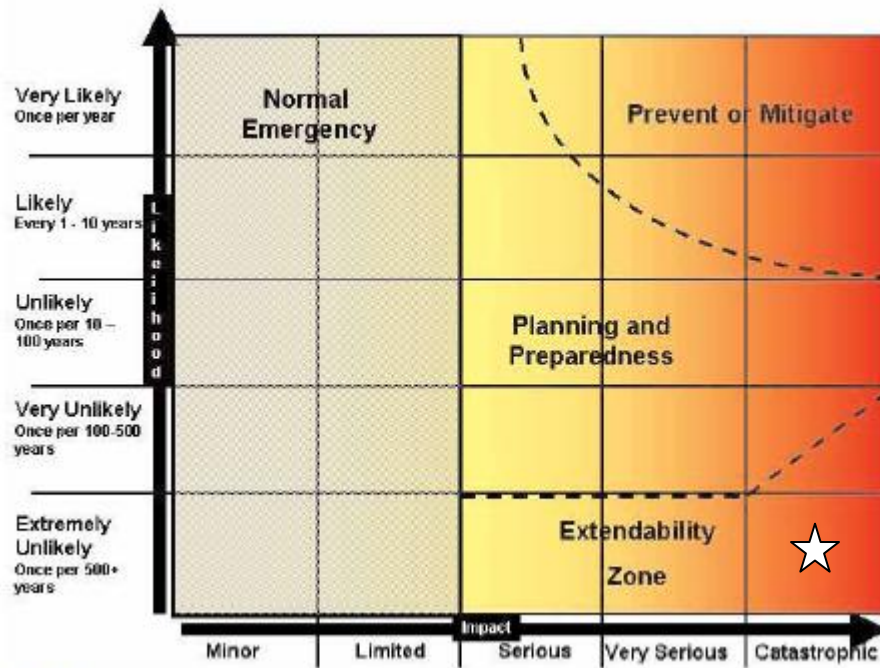 Very Likely
Once per year
Likely
Every 1 - 10 years
Unlikely
Once per 10 –
100 years
Very Unlikely
Once per 100-500
years
Extremely
Unlikely
Once per 500+
years
Likelihood
Normal
Emergency
Prevent or Mitigate
Planning and
Preparedness
Extendability
Zone
Impact
Minor
Limited
Serious
Very Serious
Catastrophic